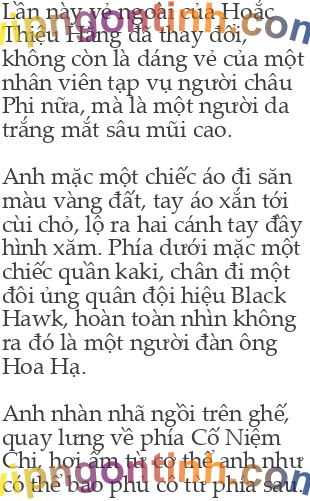 Lần này vẻ ngoài của Hoắc
Thiệu Hằng đã thay đổi,
không còn là dáng vẻ của một
nhân viên tạp vụ người châu
Phi nữa, mà là một người da
trắng mắt sâu mũi cao.
Anh mặc một chiếc áo đi săn
màu vàng đất, tay áo xắn tới
cùi chỏ, lộ ra hai cánh tay đầy
hình xăm. Phía dưới mặc một
chiếc quần kaki, chân đi một
đôi ủng quân đội hiệu Black
Hawk, hoàn toàn nhìn không
ra đó là một người đàn ông
Hoa Hạ.
Anh nhàn nhã ngồi trên ghế,
quay lưng về phía Cố Niệm
Chi, hơi ấm từ cơ thể anh như
có thể bao phủ cô từ phía sau.
vipngontinh.com
vipngontinh.com